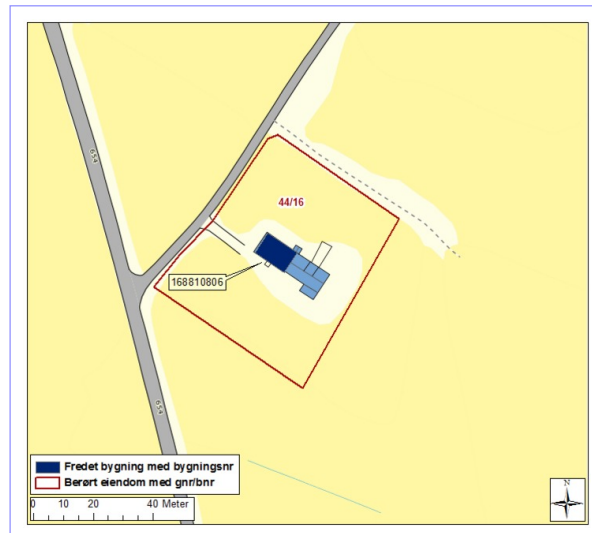 654
44/16
168810806
654
Fredet bygning med bygningsnr
Berørt eiendom med gnr/bnr
0 10 20 40 Meter
N